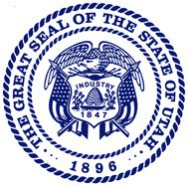 THE GREAT SEAL OF THE STATE OF UTAH
INDUSTRY
1847
1896